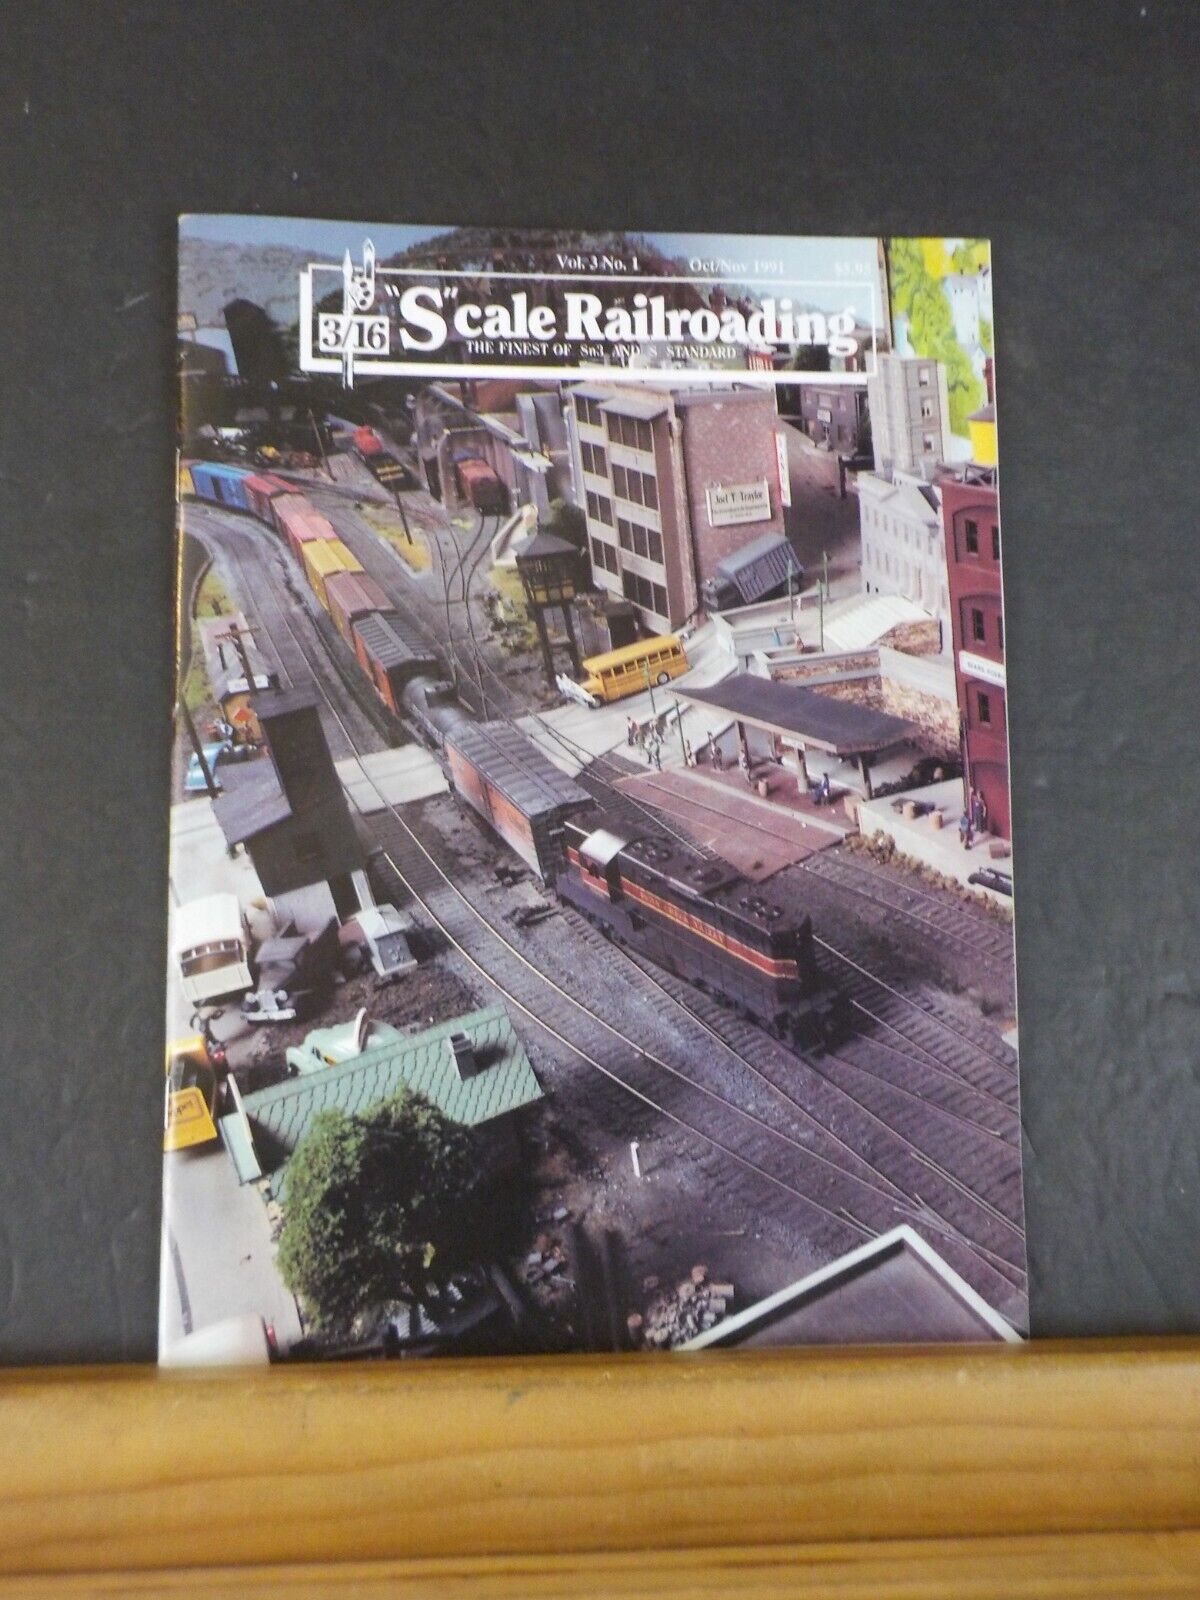 Vol. 3 No. 1 Oct/Nov 1991 $5.95
3/16 "S"cale Railroading
THE FINEST OF Sn3 AND S STANDARD
Joel T. Traylor